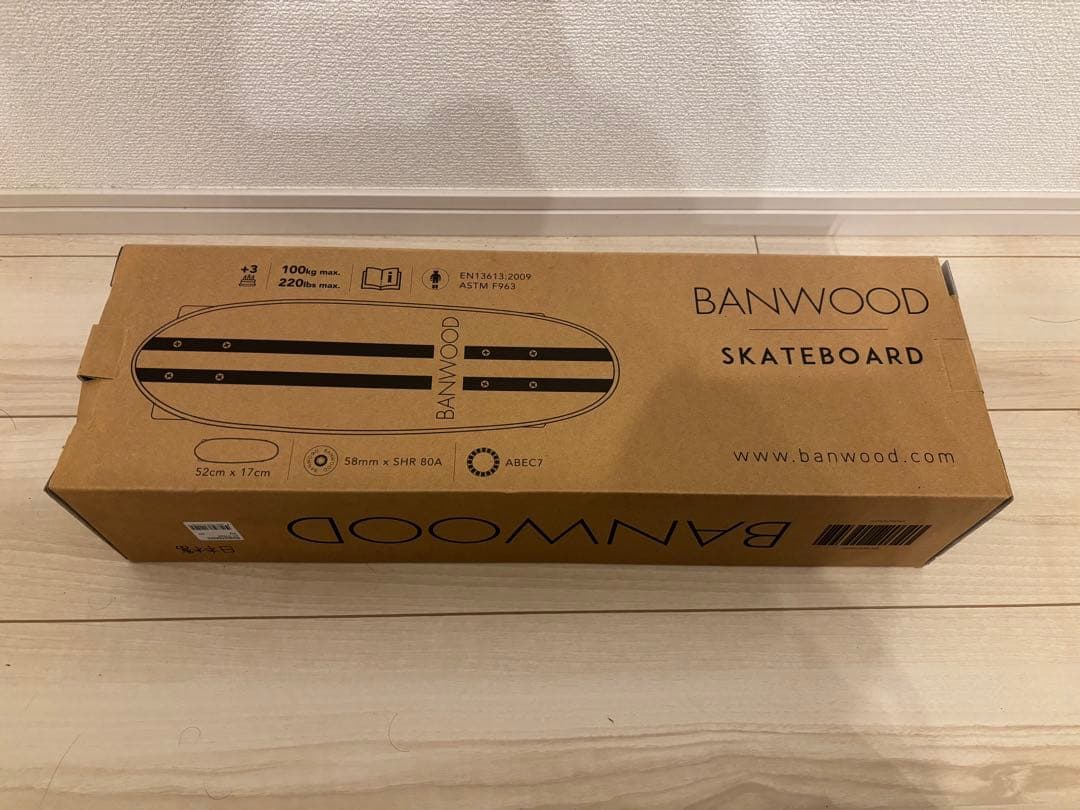 +3
100kg max.
220lbs max.
i
EN13613:2009
ASTM F963
BANWOOD
SKATEBOARD
BANWOOD
52cm x 17cm
58mm x SHR 80A
ABEC7
www.banwood.com
BANWOOD